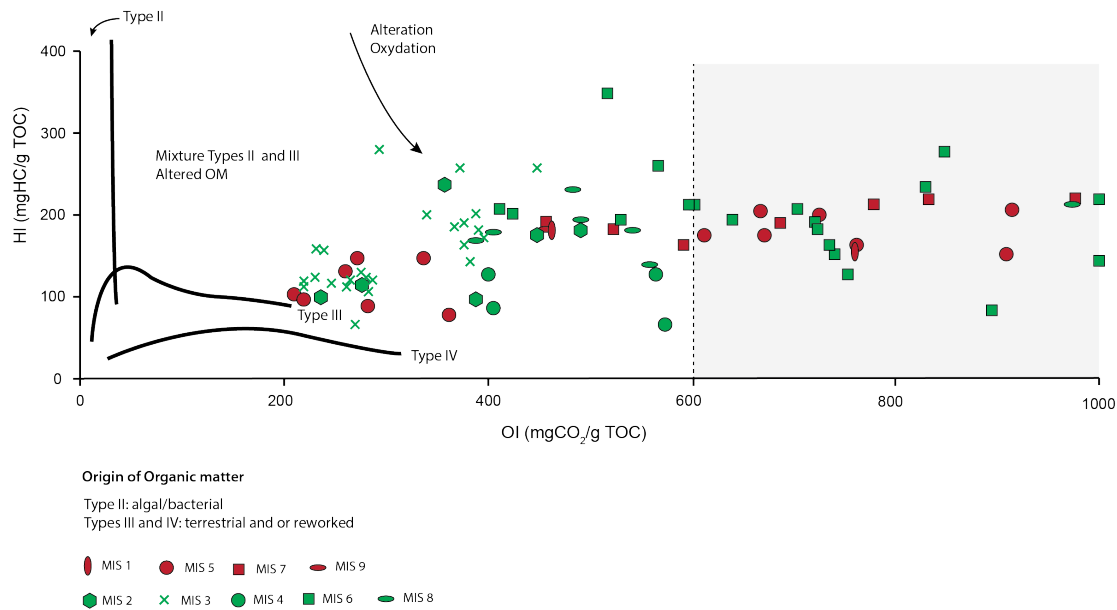 Type II
Alteration
Oxydation
400
300
200
100
0
HI (mgHC/g TOC)
Mixture Types II and III
Altered OM
Type III
Type IV
0
200
400
600
800
1000
OI (mgCO2/g TOC)
Origin of Organic matter
Type II: algal/bacterial
Types III and IV: terrestrial and or reworked
MIS 1
MIS 5
MIS 7
MIS 9
MIS 2
MIS 3
MIS 4
MIS 6
MIS 8